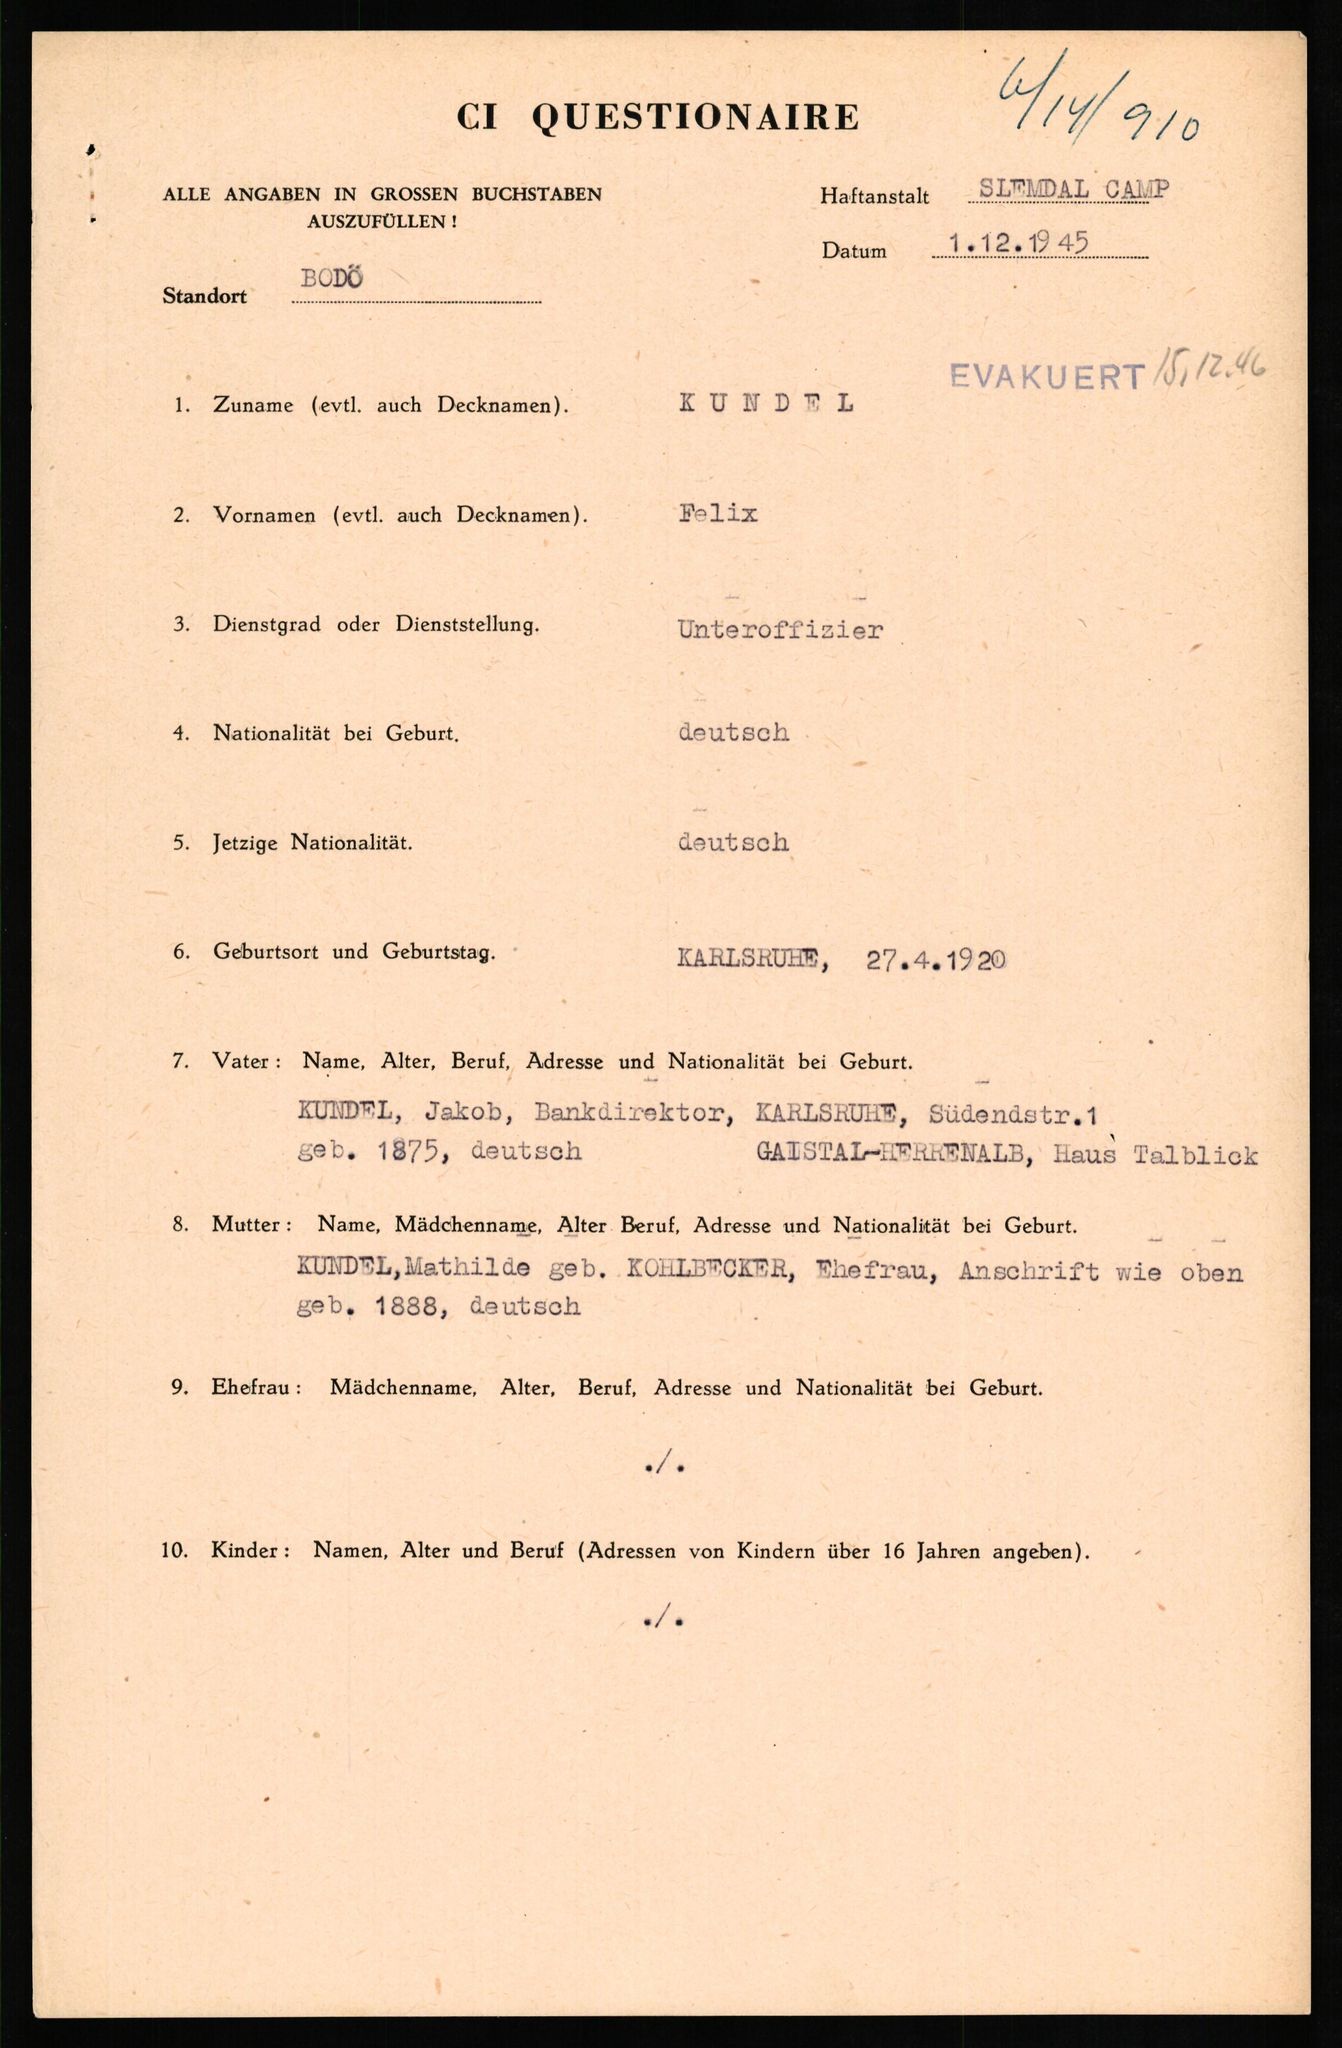 6/14/910
CI QUESTIONAIRE
ALLE ANGABEN IN GROSSEN BUCHSTABEN
AUSZUFÜLLEN!
Haftanstalt SLEMDAL CAMP
Datum 1.12.1945
Standort BODÖ
EVAKUERT 15,12.46
1. Zuname (evtl. auch Decknamen). KUNDEL
2. Vornamen (evtl. auch Decknamen). Felix
3. Dienstgrad oder Dienststellung. Unteroffizier
4. Nationalität bei Geburt. deutsch
5. Jetzige Nationalität. deutsch
6. Geburtsort und Geburtstag. KARLSRUHE, 27.4.1920
7. Vater: Name, Alter, Beruf, Adresse und Nationalität bei Geburt.
KUNDEL, Jakob, Bankdirektor, KARLSRUHE, Südendstr.1
geb. 1875, deutsch GAISTAL-HERRENALB, Haus Talblick
8. Mutter: Name, Mädchenname, Alter Beruf, Adresse und Nationalität bei Geburt.
KUNDEL,Mathilde geb. KOHLBECKER, Ehefrau, Anschrift wie oben
geb. 1888, deutsch
9. Ehefrau: Mädchenname, Alter, Beruf, Adresse und Nationalität bei Geburt.
./.
10. Kinder: Namen, Alter und Beruf (Adressen von Kindern über 16 Jahren angeben).
./.